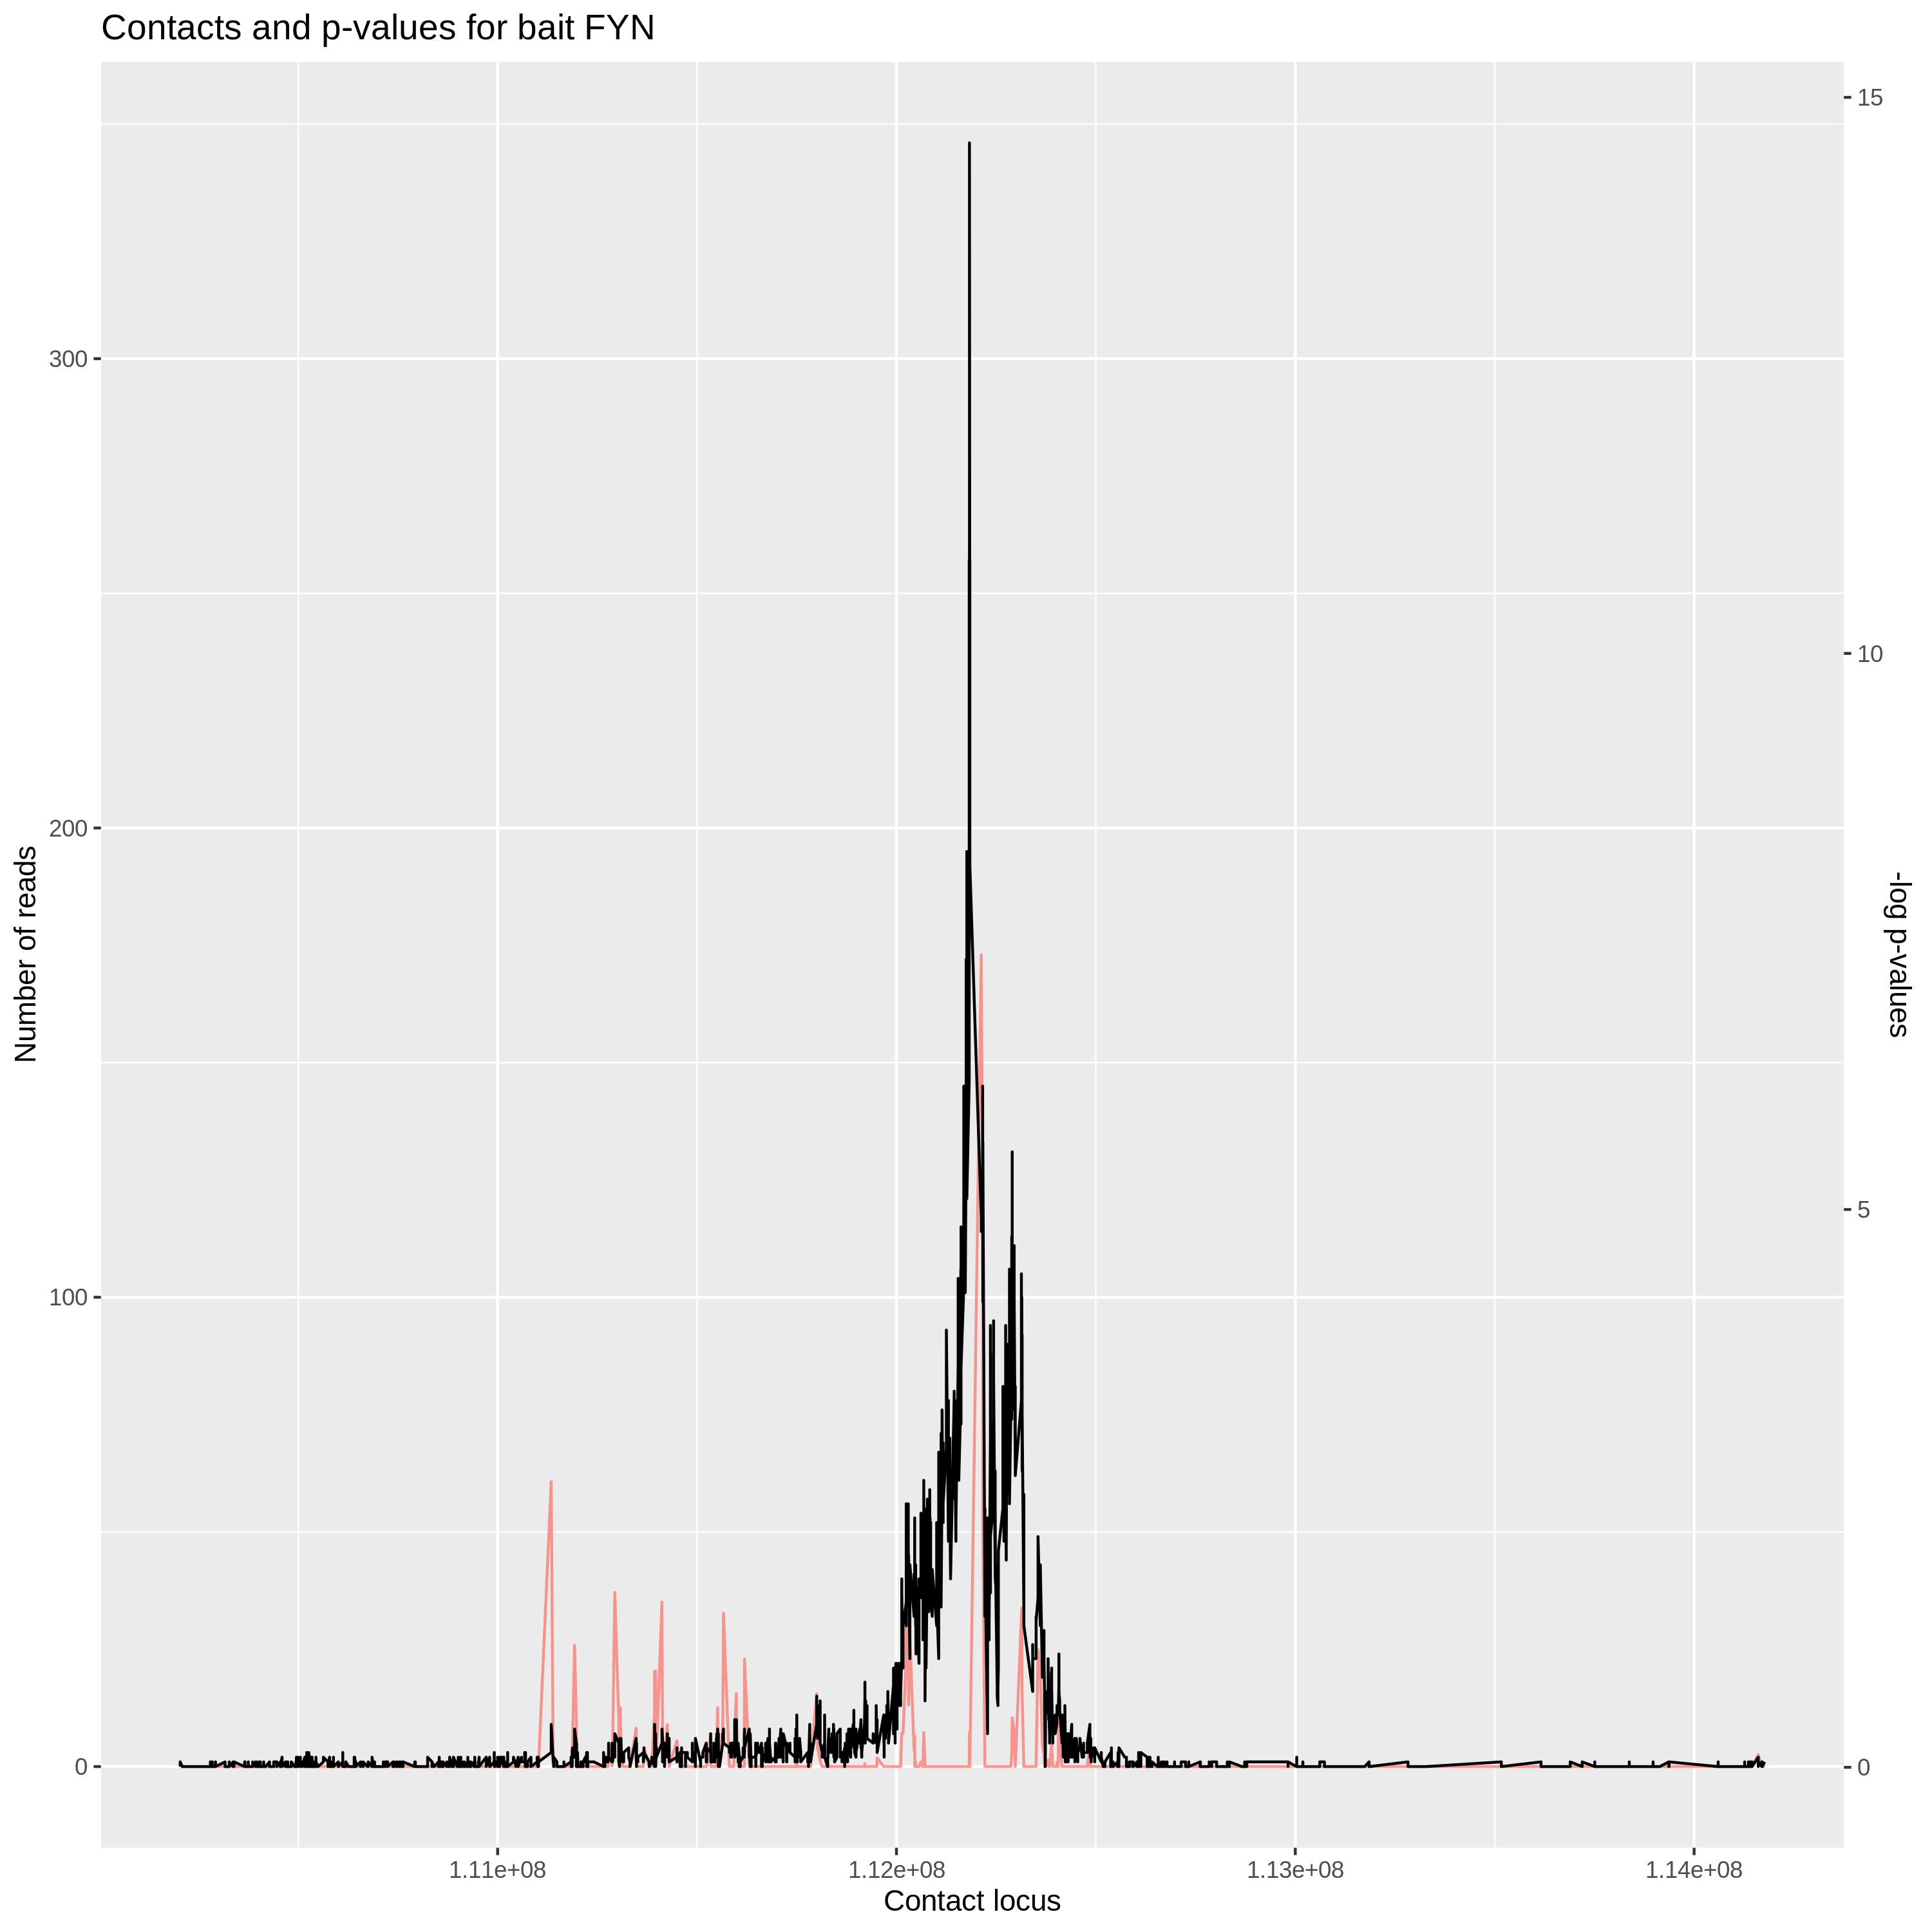 Contacts and p-values for bait FYN
Number of reads
300
200
100
0
15
10
5
0
-log p-values
1.11e+08 1.12e+08 1.13e+08 1.14e+08
Contact locus